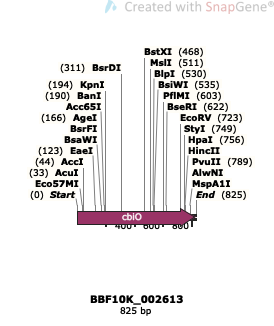 Created with SnapGene®
BstXI (468)
MslI (511)
(311) BsrDI
BlpI (530)
(194) KpnI
BsiWI (535)
(190) BanI
PflMI (603)
Acc65I
BseRI (622)
(166) AgeI
EcoRV (723)
BsrFI
StyI (749)
BsaWI
HpaI (756)
(123) EaeI
HincII
(44) AccI
PvuII (789)
(33) AcuI
AlwNI
Eco57MI
MspA1I
(0) Start
End (825)
cbiO
400
600
800
BBF10K_002613
825 bp